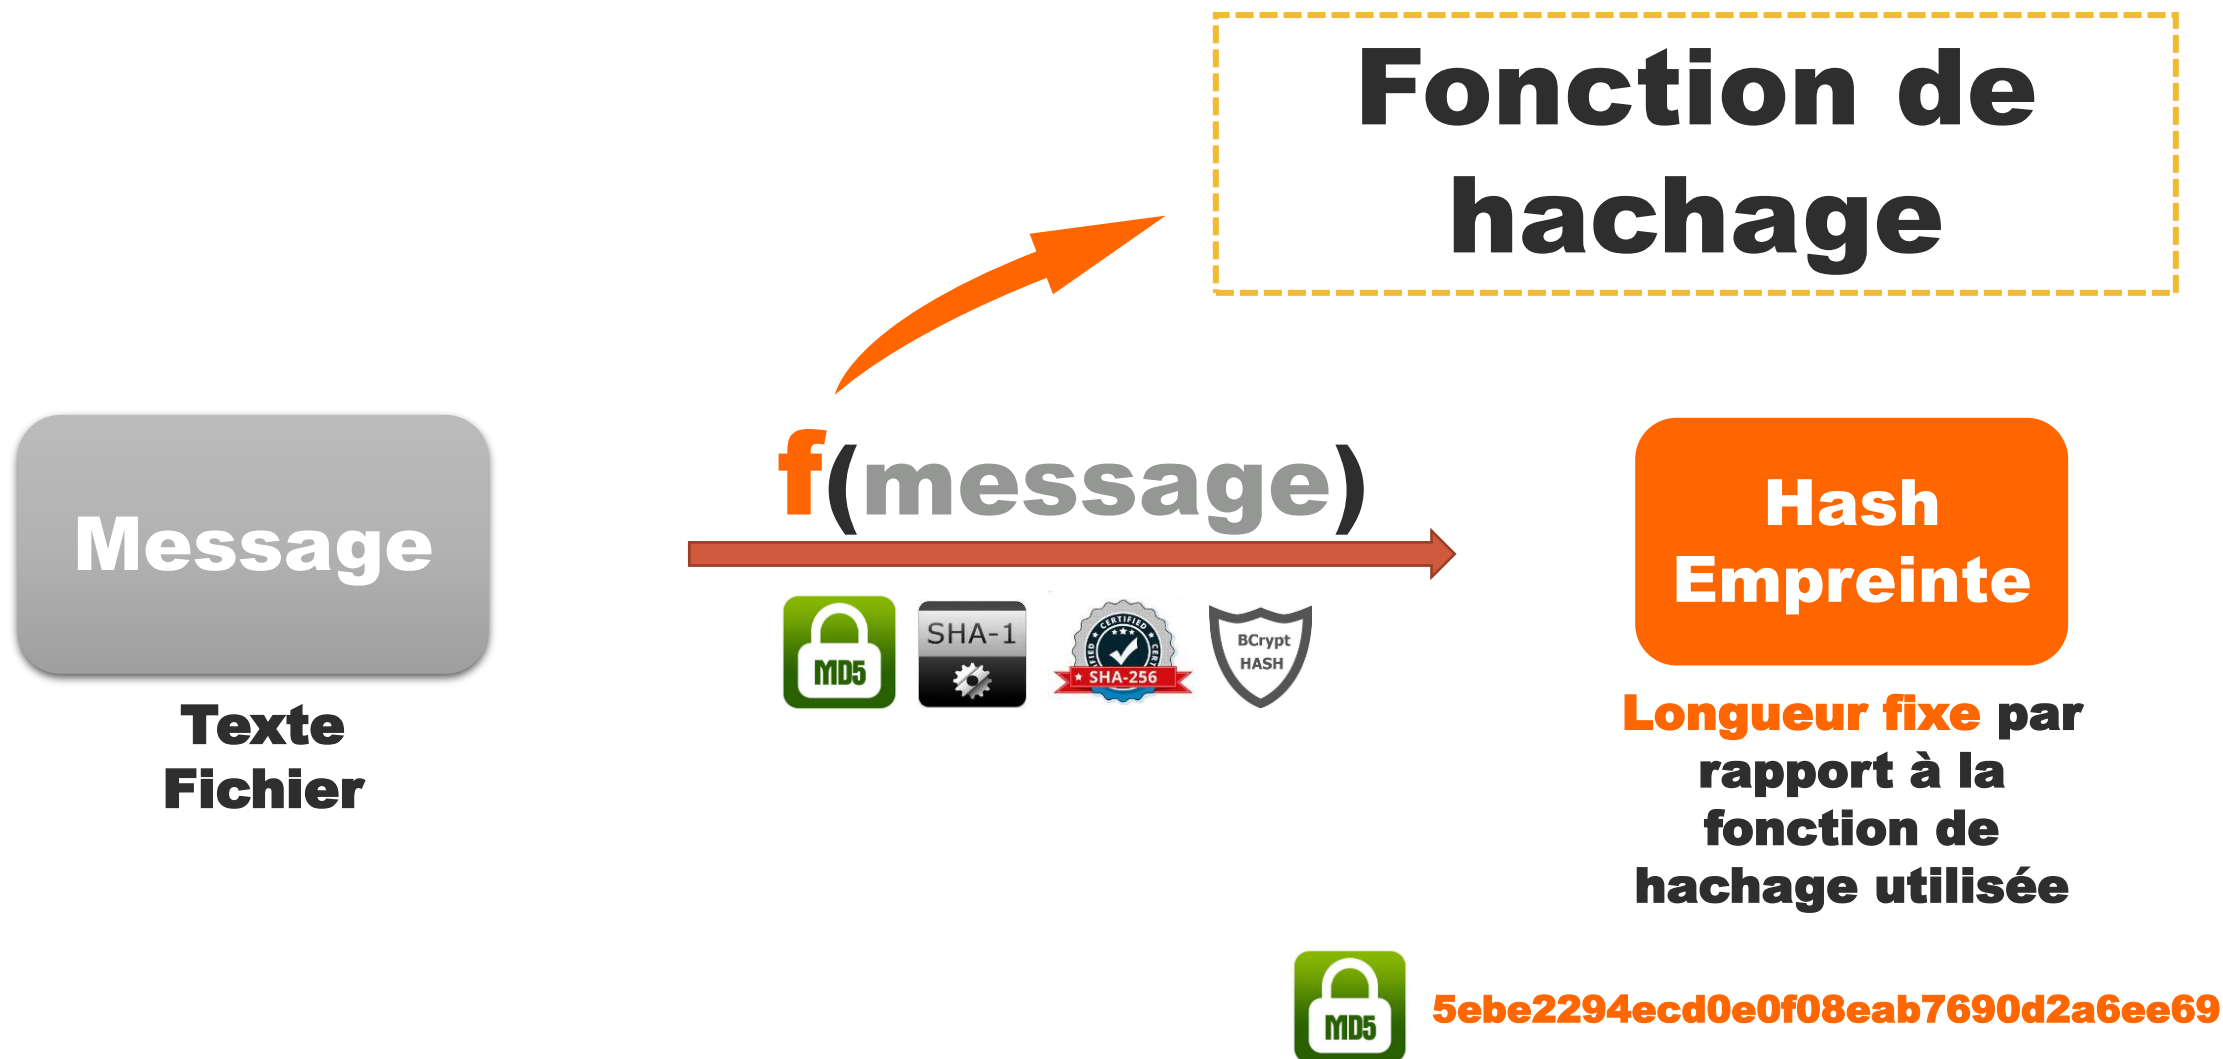 Fonction de
hachage
f(message)
Message
Hash
Empreinte
MD5
SHA-1
CERTIFIED
SHA-256
BCrypt
HASH
Texte
Fichier
Longueur fixe par
rapport à la
fonction de
hachage utilisée
MD5
5ebe2294ecd0e0f08eab7690d2a6ee69